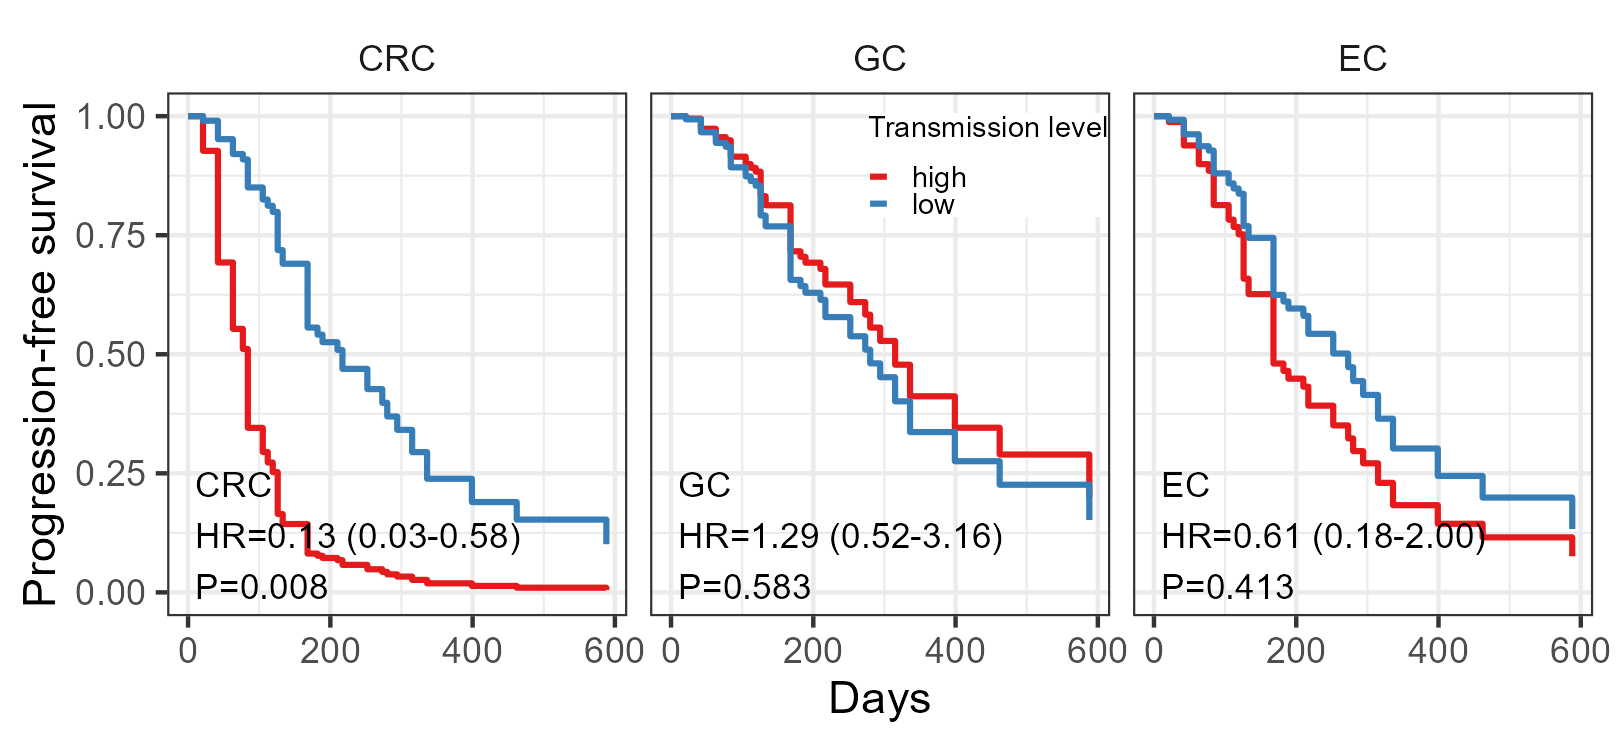 CRC
GC
EC
Progression-free survival
1.00
0.75
0.50
0.25
0.00
CRC
HR=0.13 (0.03-0.58)
P=0.008
Transmission level
high
low
GC
HR=1.29 (0.52-3.16)
P=0.583
EC
HR=0.61 (0.18-2.00)
P=0.413
0 200 400 600
0 200 400 600
0 200 400 600
Days